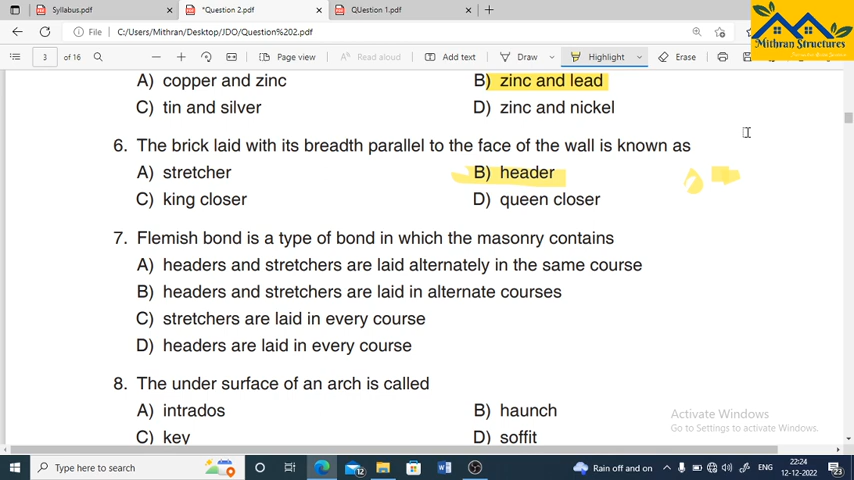 Syllabus.pdf
*Question 2.pdf
QUestion 1.pdf
File
C:/Users/Mithran/Desktop/JDO/Question%202.pdf
Mithran Structures
3 of 16
Page view
Read aloud
Add text
Draw
Highlight
Erase
A) copper and zinc B) zinc and lead
C) tin and silver D) zinc and nickel
6. The brick laid with its breadth parallel to the face of the wall is known as
A) stretcher B) header
C) king closer D) queen closer
7. Flemish bond is a type of bond in which the masonry contains
A) headers and stretchers are laid alternately in the same course
B) headers and stretchers are laid in alternate courses
C) stretchers are laid in every course
D) headers are laid in every course
8. The under surface of an arch is called
A) intrados B) haunch
C) key D) soffit
Activate Windows
Go to Settings to activate Windows.
Type here to search
12
Rain off and on
ENG
22:24
12-12-2022
23